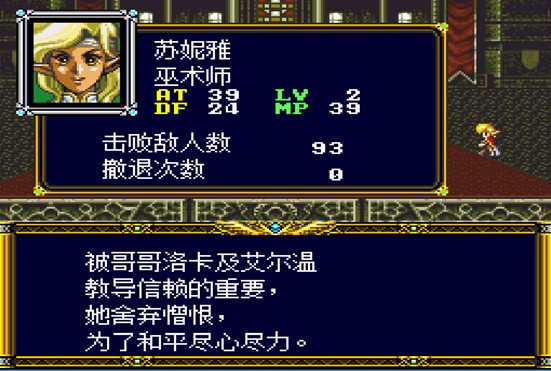 苏妮雅
巫术师
AT 39 LV 2
DF 24 MP 39
击败敌人数 93
撤退次数 0
被哥哥洛卡及艾尔温
教导信赖的重要，
她舍弃憎恨，
为了和平尽心尽力。